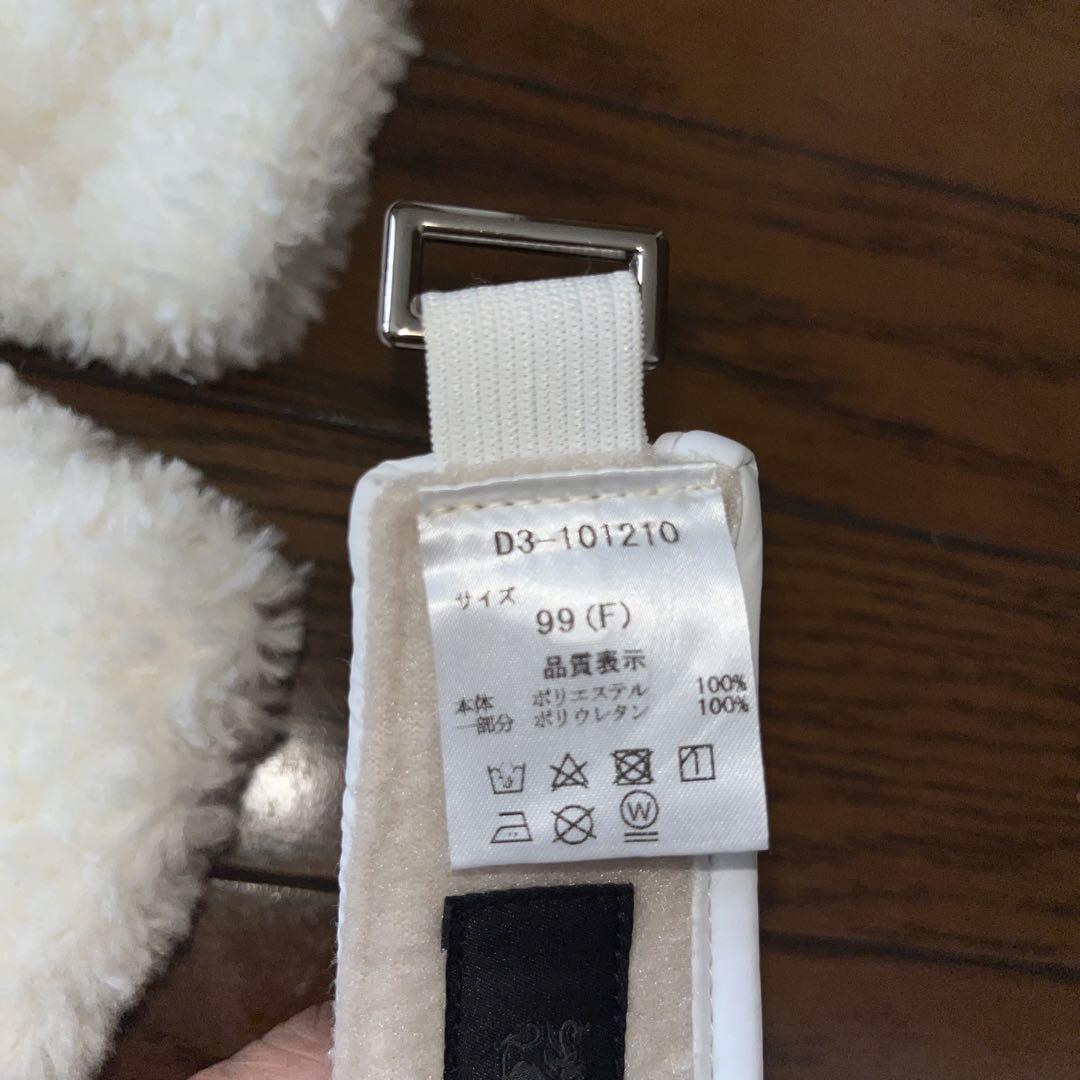 D3-101210
サイズ
99(F)
品質表示
本体 ポリエステル 100%
一部分 ポリウレタン 100%
W